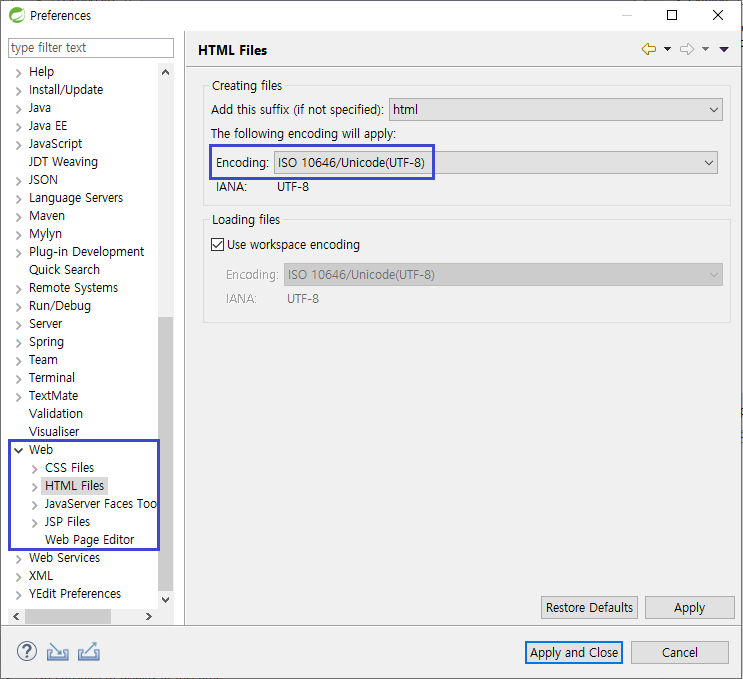 Preferences
type filter text
Help
Install/Update
Java
Java EE
JavaScript
JDT Weaving
JSON
Language Servers
Maven
Mylyn
Plug-in Development
Quick Search
Remote Systems
Run/Debug
Server
Spring
Team
Terminal
TextMate
Validation
Visualiser
Web
CSS Files
HTML Files
JavaServer Faces Too
JSP Files
Web Page Editor
Web Services
XML
YEdit Preferences
HTML Files
Creating files
Add this suffix (if not specified): html
The following encoding will apply:
Encoding: ISO 10646/Unicode(UTF-8)
IANA: UTF-8
Loading files
Use workspace encoding
Encoding: ISO 10646/Unicode(UTF-8)
IANA: UTF-8
Restore Defaults Apply
Apply and Close Cancel